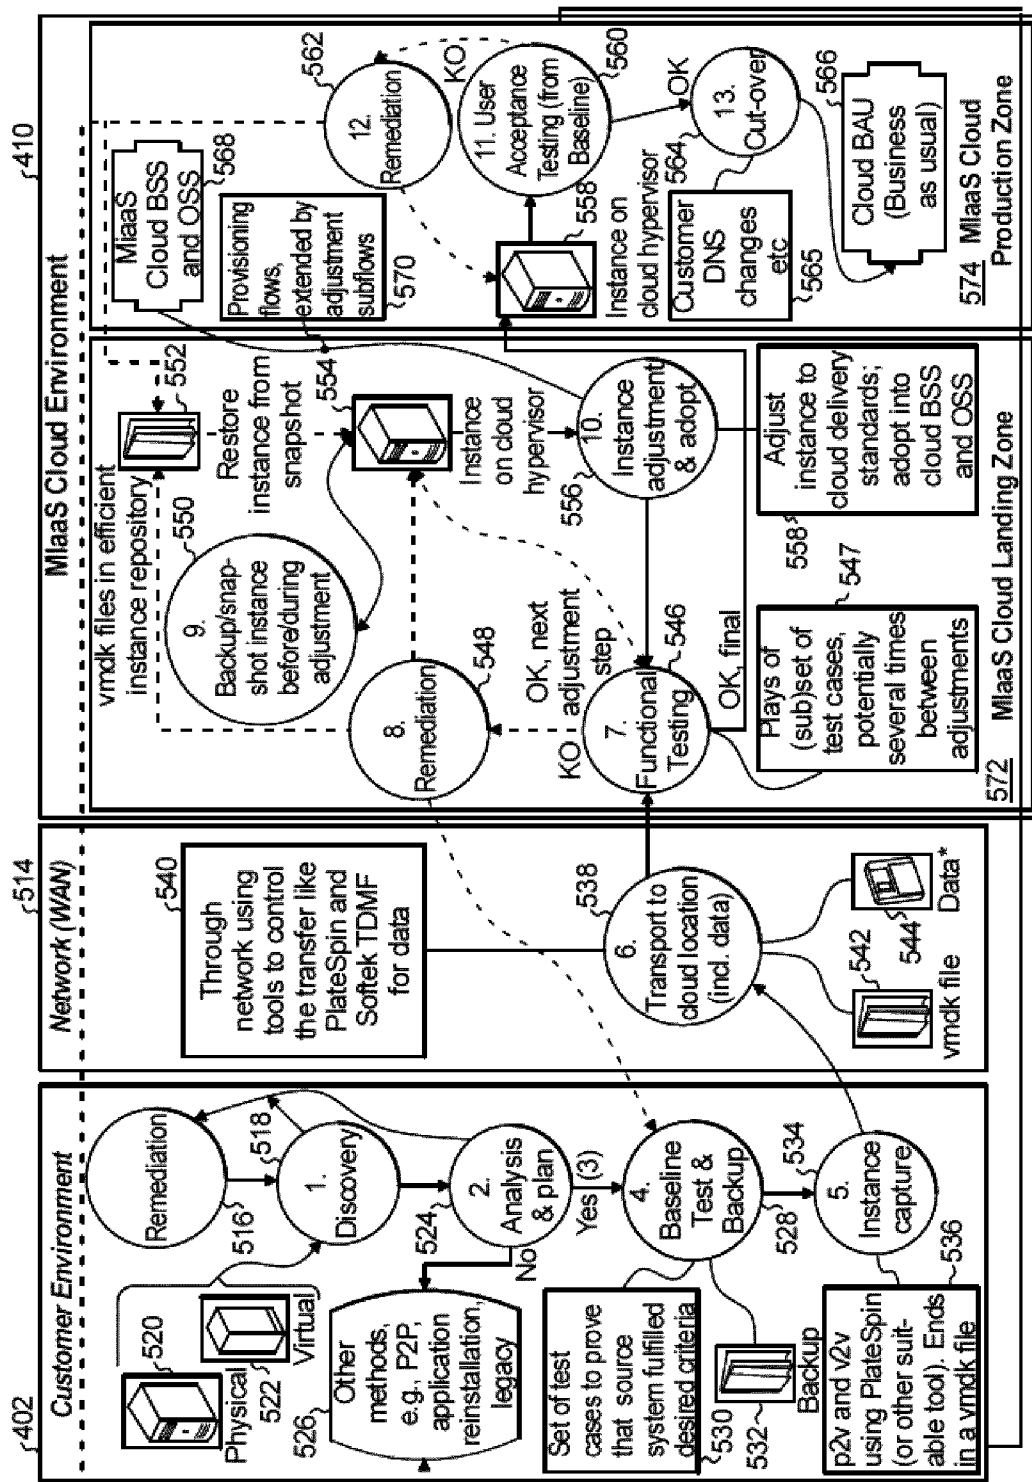 402
Customer Environment
Physical
520
522
Virtual
516
Remediation
518
1.
Discovery
524
2.
Analysis
& plan
No
Yes (3)
526
Other
methods,
e.g., P2P,
application
reinstallation,
legacy
4.
Baseline
Test &
Backup
528
Set of test
cases to prove
that source
system fulfilled
desired criteria
530
532
Backup
534
5.
Instance
capture
p2v and v2v
using PlateSpin
(or other suit-
able tool). Ends
in a vmdk file
536
514
Network (WAN)
540
Through
network using
tools to control
the transfer like
PlateSpin and
Softek TDMF
for data
538
6.
Transport to
cloud location
(incl. data)
542
vmdk file
544
Data*
410
MIaaS Cloud Environment
vmdk files in efficient
instance repository
552
550
9.
Backup/snap-
shot instance
before/during
adjustment
Restore
instance from
snapshot
554
8.
Remediation
548
Instance
on cloud
hypervisor
OK, next
adjustment
step
KO
7.
Functional
Testing
546
OK, final
556
10.
Instance
adjustment
& adopt
Plays of
(sub)set of
test cases,
potentially
several times
between
adjustments
547
558
Adjust
instance to
cloud delivery
standards;
adopt into
cloud BSS
and OSS
572 MIaaS Cloud Landing Zone
MiaaS
Cloud BSS
and OSS
568
Provisioning
flows,
extended by
adjustment
subflows
570
12.
Remediation
562
KO
11. User
Acceptance
Testing (from
Baseline)
560
558
Instance on
cloud hypervisor
OK
564
13.
Cut-over
Customer
DNS
changes
etc
565
566
Cloud BAU
(Business
as usual)
574 MIaaS Cloud
Production Zone